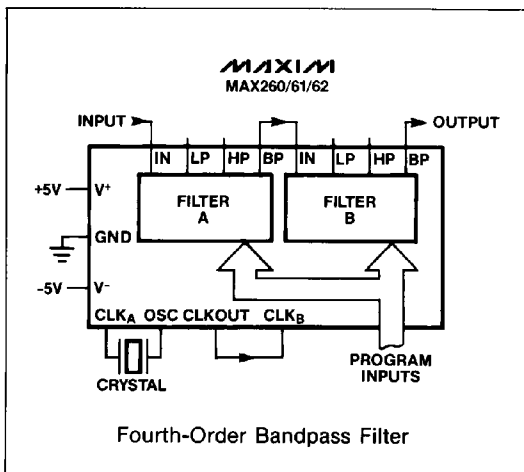 MAXIM
MAX260/61/62
INPUT
OUTPUT
IN LP HP BP IN LP HP BP
+5V V+
FILTER A
FILTER B
GND
-5V V−
CLKA OSC CLKOUT CLKB
CRYSTAL
PROGRAM
INPUTS
Fourth-Order Bandpass Filter